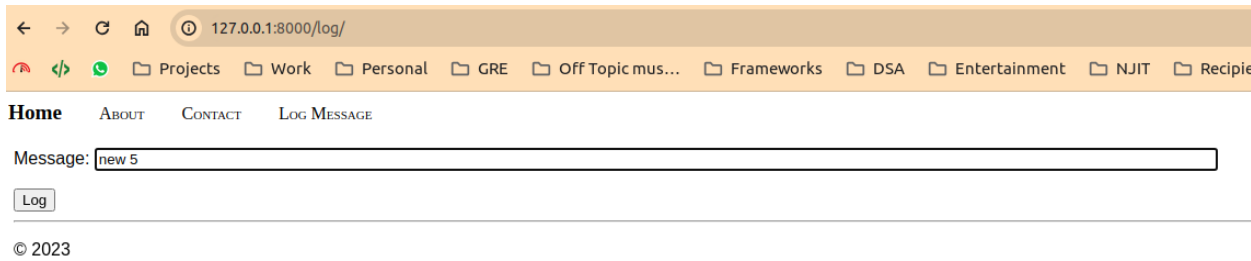 127.0.0.1:8000/log/
</> Projects Work Personal GRE Off Topic mus... Frameworks DSA Entertainment NJIT Recipie
Home About Contact Log Message
Message: new 5
Log
© 2023